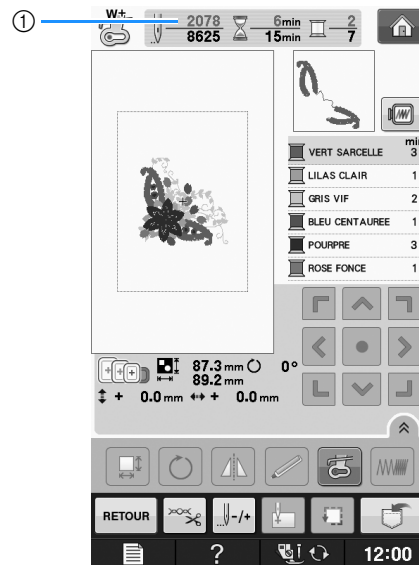 ①
W+
2078 6min 2
8625 15min 7
min
VERT SARCELLE 3
LILAS CLAIR 1
GRIS VIF 2
BLEU CENTAUREE 1
POURPRE 3
ROSE FONCE 1
87.3 mm 0°
89.2 mm
+ 0.0 mm + 0.0 mm
RETOUR -/+
? 12:00